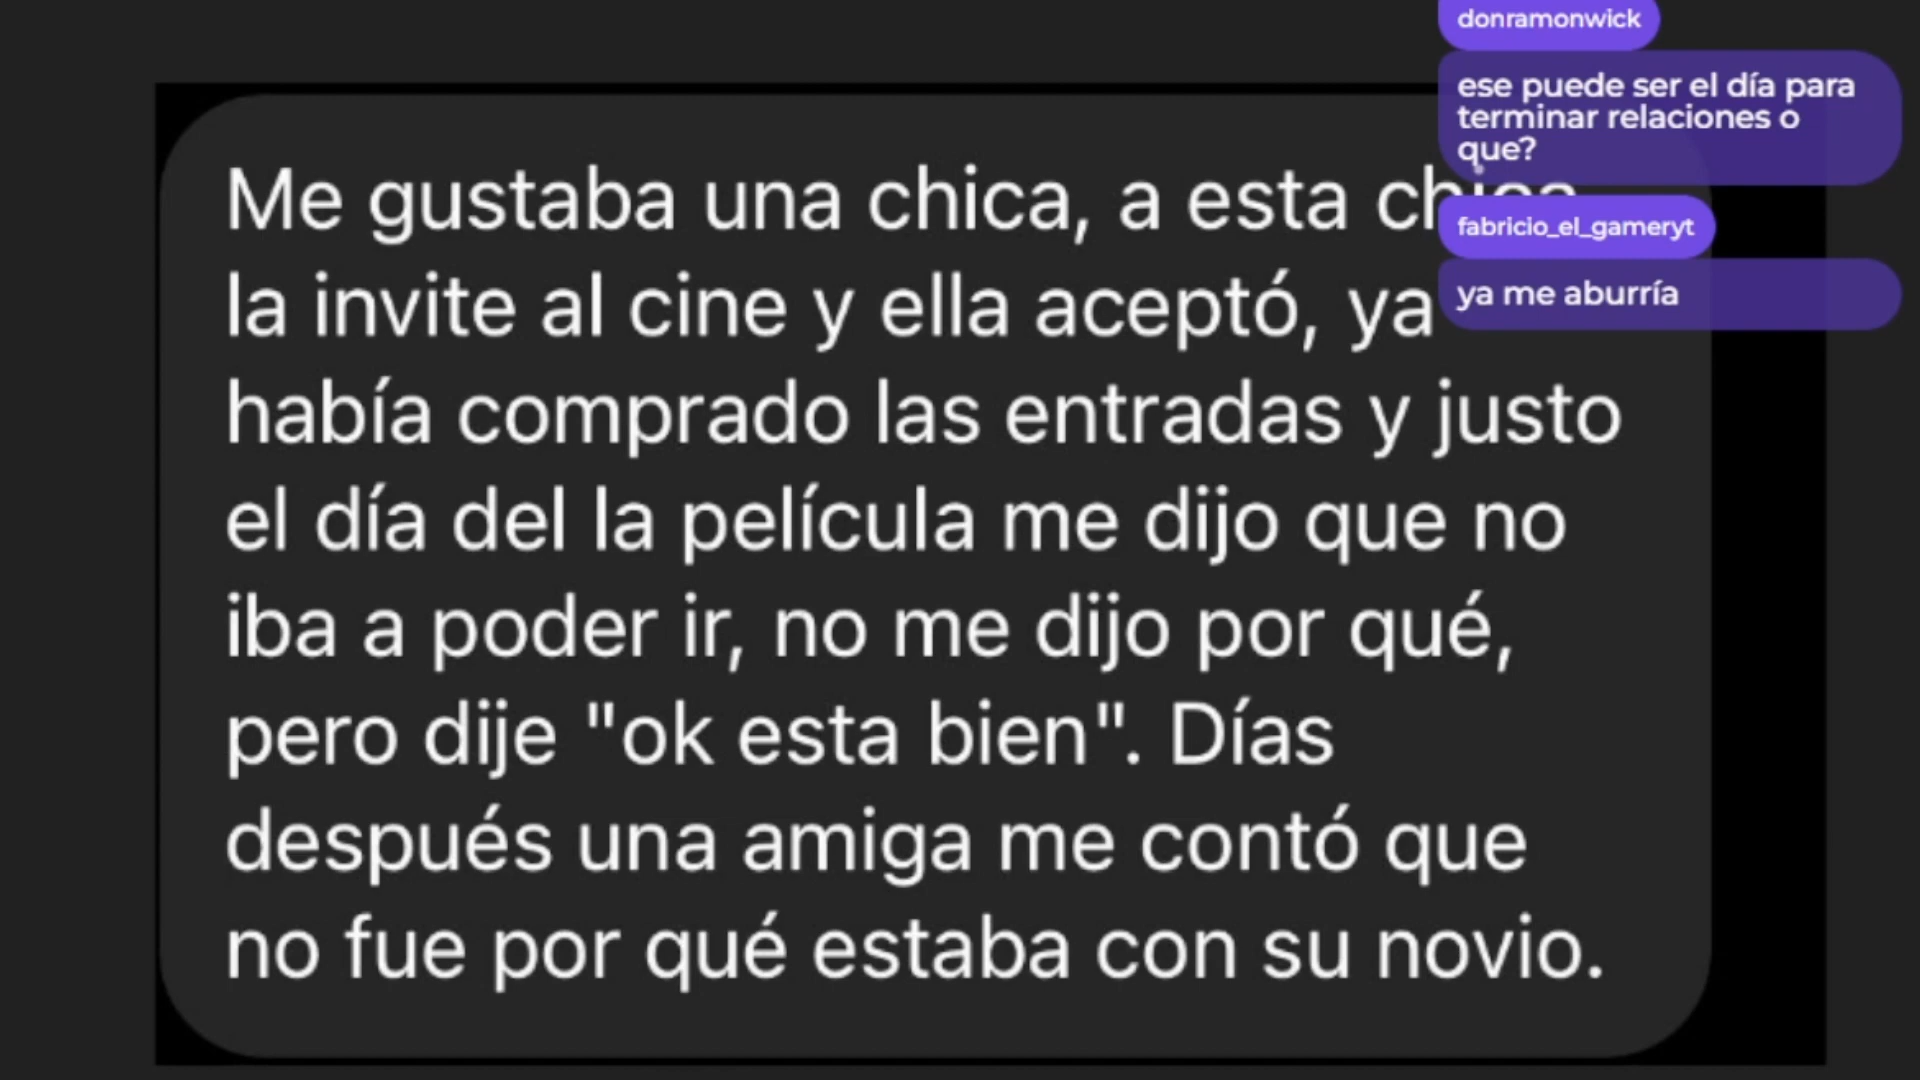 donramonwick
ese puede ser el día para
terminar relaciones o
que?
fabricio_el_gameryt
ya me aburría
Me gustaba una chica, a esta chica
la invite al cine y ella aceptó, ya
había comprado las entradas y justo
el día del la película me dijo que no
iba a poder ir, no me dijo por qué,
pero dije "ok esta bien". Días
después una amiga me contó que
no fue por qué estaba con su novio.